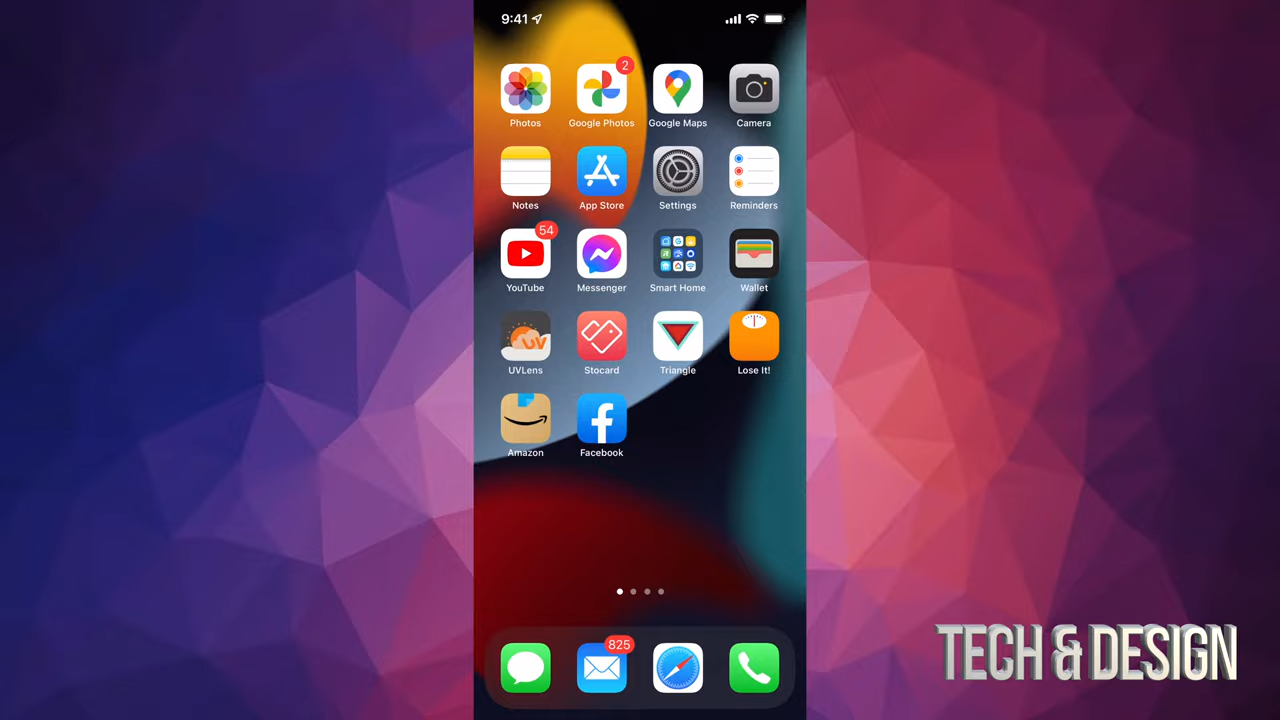 9:41
2
Photos Google Photos Google Maps Camera
Notes App Store Settings Reminders
54
YouTube Messenger Smart Home Wallet
UV
UVLens Stocard Triangle Lose It!
Amazon Facebook
825
TECH & DESIGN